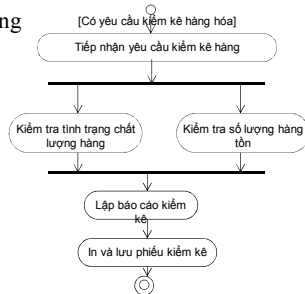 ng
[Có yêu cầu kiểm kê hàng hóa]
Tiếp nhận yêu cầu kiểm kê hàng
Kiểm tra tình trạng chất
lượng hàng
Kiểm tra số lượng hàng
tồn
Lập báo cáo kiểm
kê
In và lưu phiếu kiểm kê